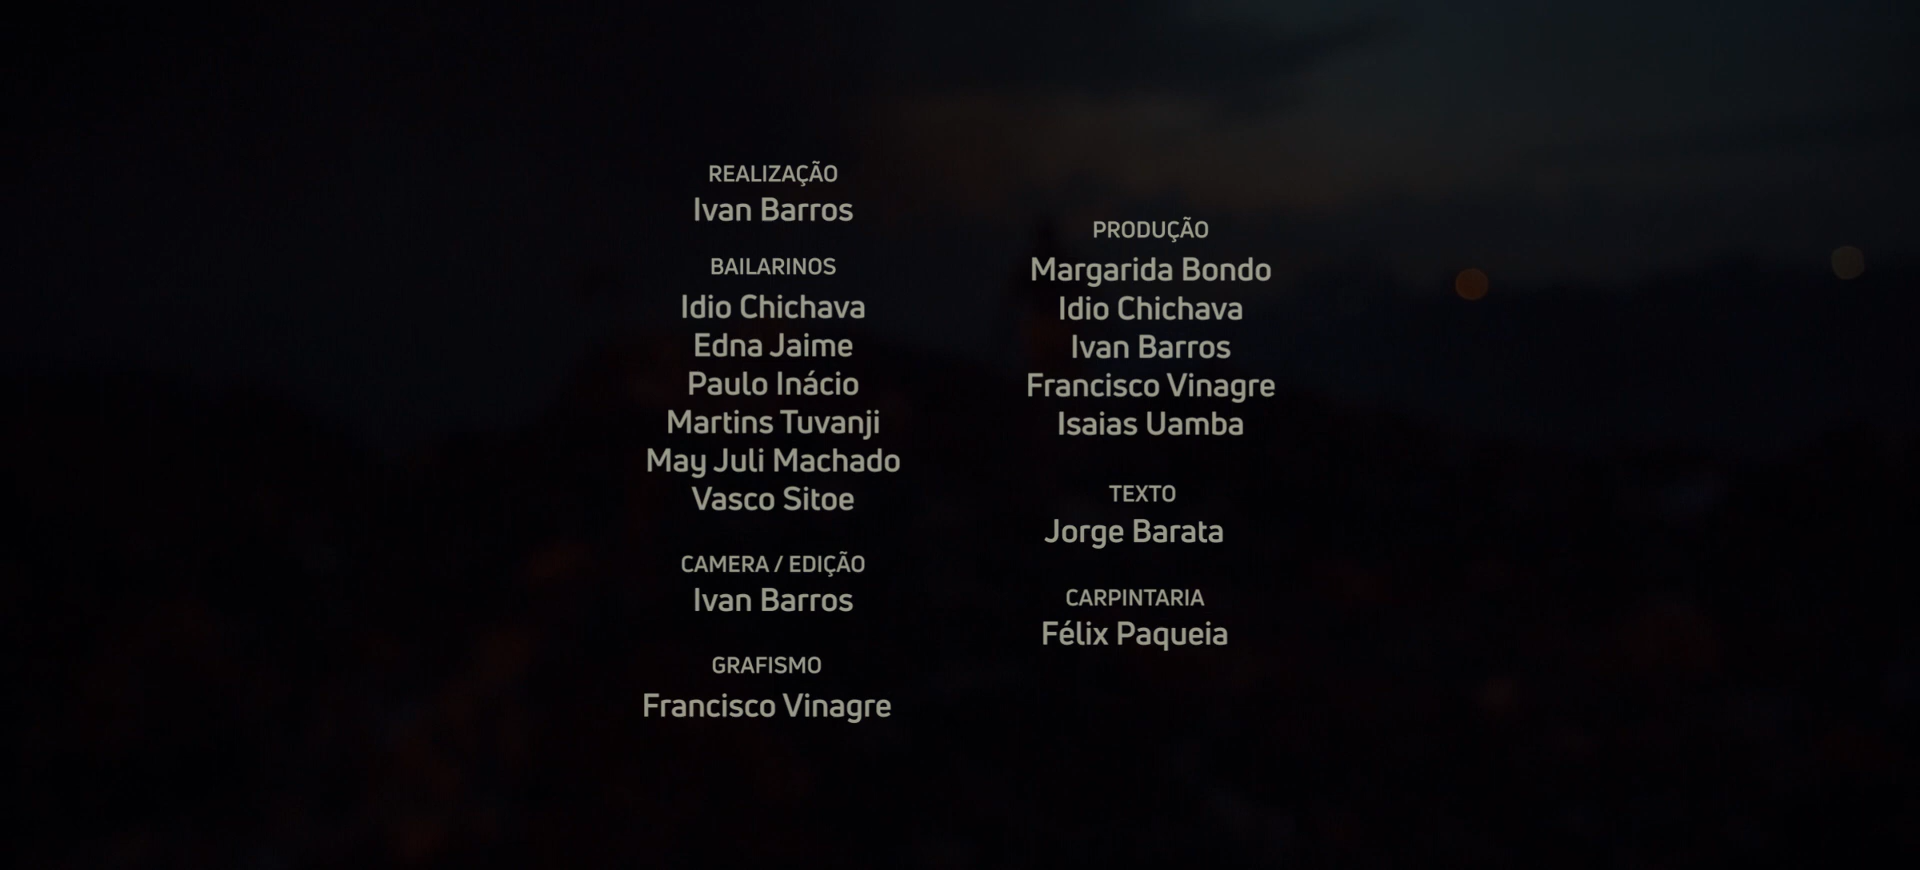 REALIZAÇÃO
Ivan Barros
BAILARINOS
Idio Chichava
Edna Jaime
Paulo Inácio
Martins Tuvanji
May Juli Machado
Vasco Sitoe
CAMERA / EDIÇÃO
Ivan Barros
GRAFISMO
Francisco Vinagre
PRODUÇÃO
Margarida Bondo
Idio Chichava
Ivan Barros
Francisco Vinagre
Isaias Uamba
TEXTO
Jorge Barata
CARPINTARIA
Félix Paqueia